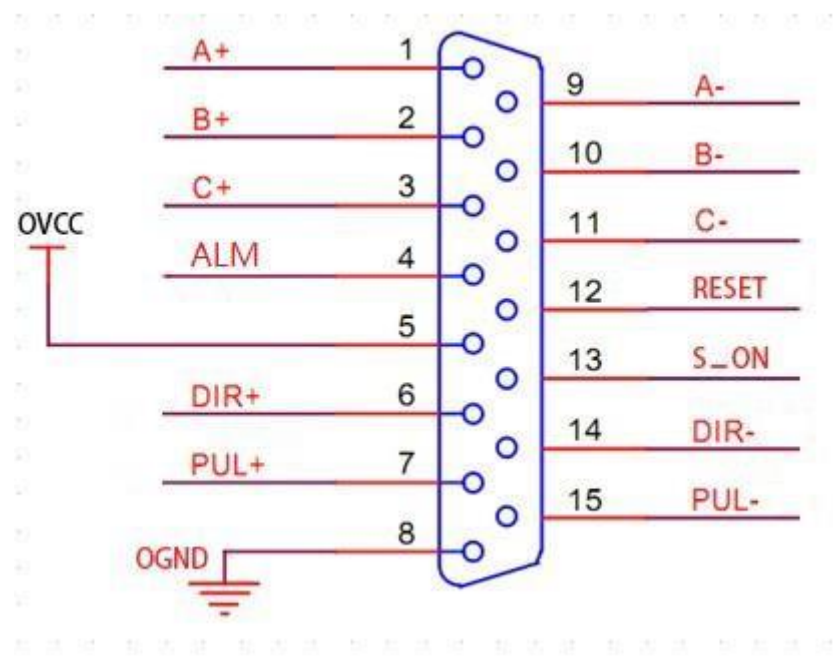 A+ 1
9 A-
B+ 2
10 B-
C+ 3
11 C-
OVCC
ALM 4
12 RESET
5
13 S_ON
DIR+ 6
14 DIR-
PUL+ 7
15 PUL-
8
OGND